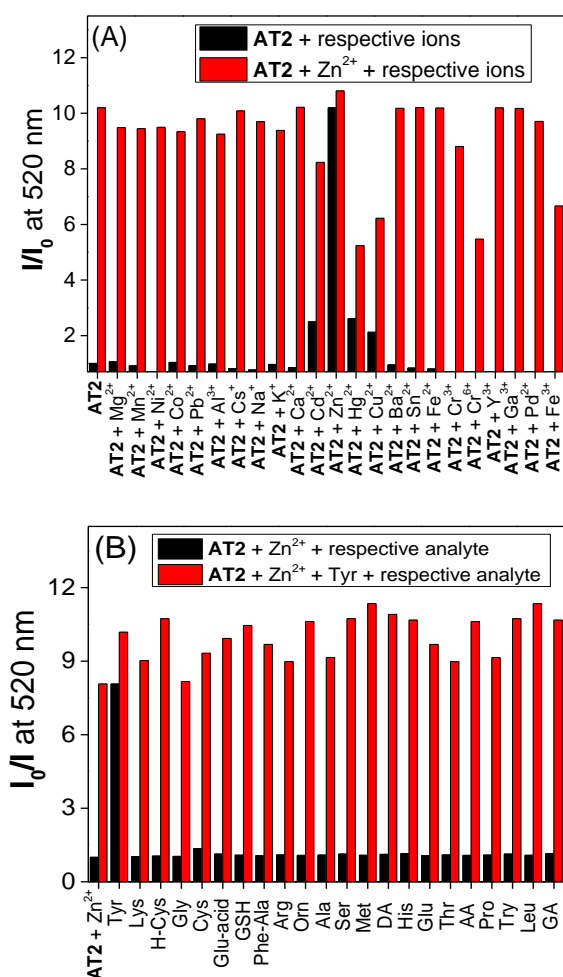 (A)
AT2 + respective ions
AT2 + Zn²⁺ + respective ions
I/I₀ at 520 nm
12
10
8
6
4
2
AT2
AT2 + Mg²⁺
AT2 + Mn²⁺
AT2 + Ni²⁺
AT2 + Co²⁺
AT2 + Pb²⁺
AT2 + Al³⁺
AT2 + Cs⁺
AT2 + Na⁺
AT2 + K⁺
AT2 + Ca²⁺
AT2 + Cd²⁺
AT2 + Zn²⁺
AT2 + Hg²⁺
AT2 + Cu²⁺
AT2 + Ba²⁺
AT2 + Sn²⁺
AT2 + Fe²⁺
AT2 + Cr³⁺
AT2 + Cr⁶⁺
AT2 + Y³⁺
AT2 + Ga³⁺
AT2 + Pd²⁺
AT2 + Fe³⁺
(B)
AT2 + Zn²⁺ + respective analyte
AT2 + Zn²⁺ + Tyr + respective analyte
I₀/I at 520 nm
12
9
6
3
0
AT2 + Zn²⁺
Tyr
Lys
H-Cys
Gly
Cys
Glu-acid
GSH
Phe-Ala
Arg
Orn
Ala
Ser
Met
DA
His
Glu
Thr
AA
Pro
Try
Leu
GA